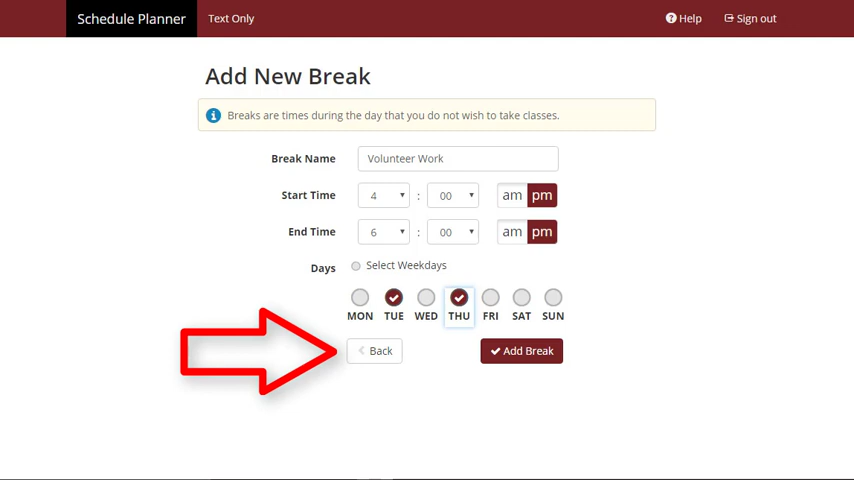 Schedule Planner Text Only Help Sign out
Add New Break
Breaks are times during the day that you do not wish to take classes.
Break Name Volunteer Work
Start Time 4 : 00 am pm
End Time 6 : 00 am pm
Days Select Weekdays
MON TUE WED THU FRI SAT SUN
Back Add Break